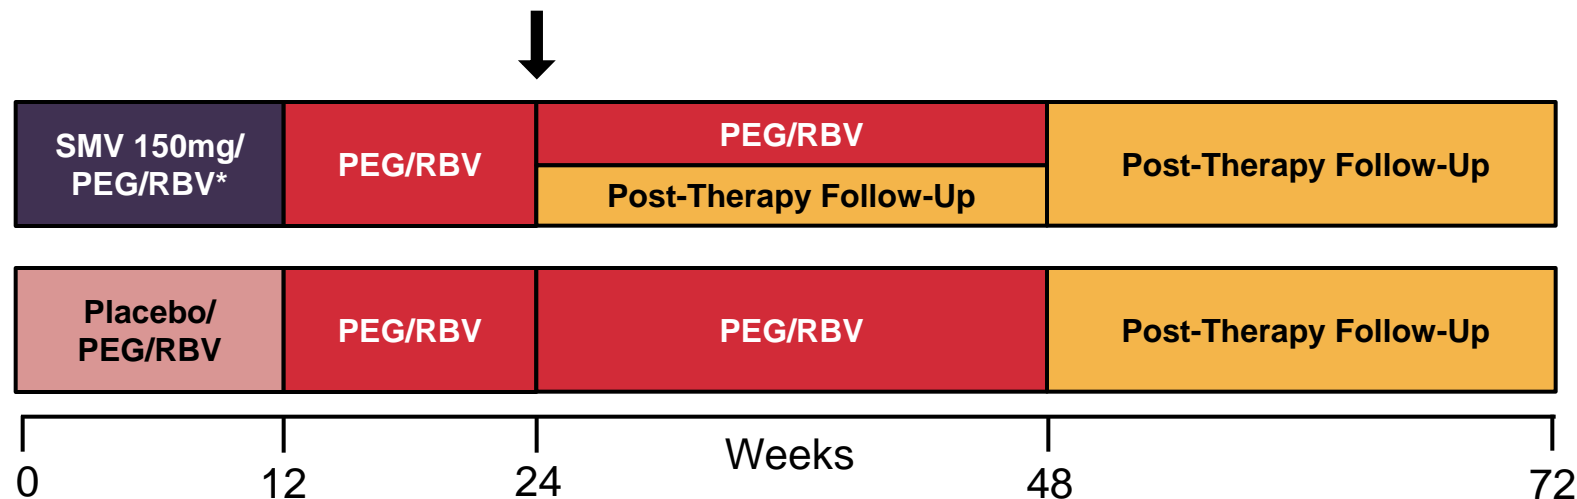 SMV 150mg/
PEG/RBV*
PEG/RBV
PEG/RBV
Post-Therapy Follow-Up
Post-Therapy Follow-Up
Placebo/
PEG/RBV
PEG/RBV
PEG/RBV
Post-Therapy Follow-Up
Weeks
0 12 24 48 72